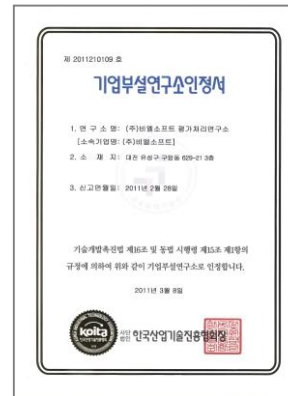 제 2011210109 호
기업부설연구소인정서
1. 연 구 소 명: (주)비엘소프트 평가처리연구소
[소속기업명: (주)비엘소프트]
2. 소 재 지: 대전 유성구 구암동 629-21 3층
3. 신고연월일: 2011년 2월 28일
기술개발촉진법 제16조 및 동법 시행령 제15조 제1항의
규정에 의하여 위와 같이 기업부설연구소로 인정합니다.
2011년 3월 8일
koita
사단법인 한국산업기술진흥협회장